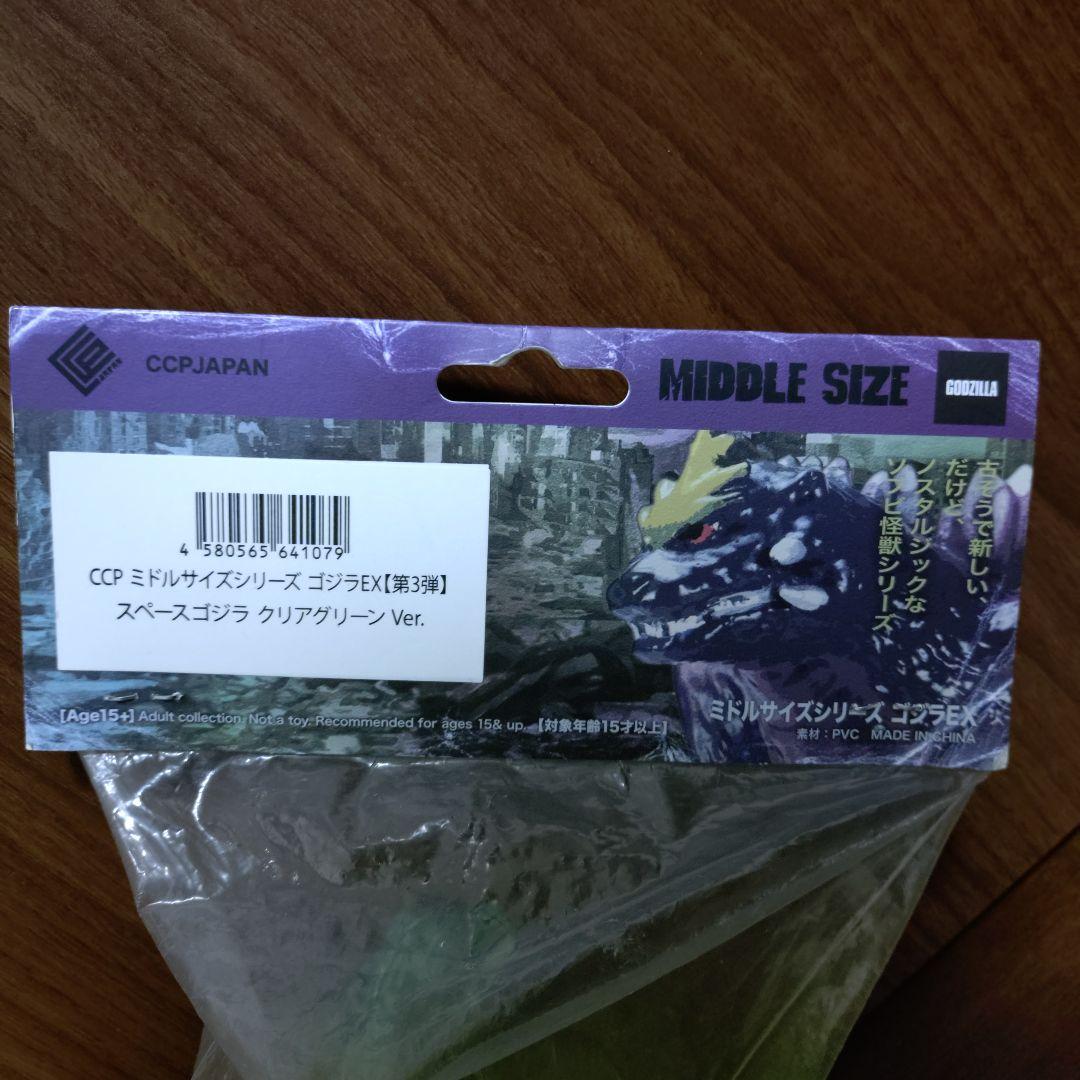 CCPJAPAN
MIDDLE SIZE
GODZILLA
古そうで新しい、
だけど、
ノスタルジックな
ソフビ怪獣シリーズ
4 580565 641079
CCP ミドルサイズシリーズ ゴジラEX【第3弾】
スペースゴジラ クリアグリーン Ver.
[Age15+] Adult collection. Not a toy. Recommended for ages 15& up. 【対象年齢15才以上】
ミドルサイズシリーズ ゴジラEX
素材：PVC MADE IN CHINA